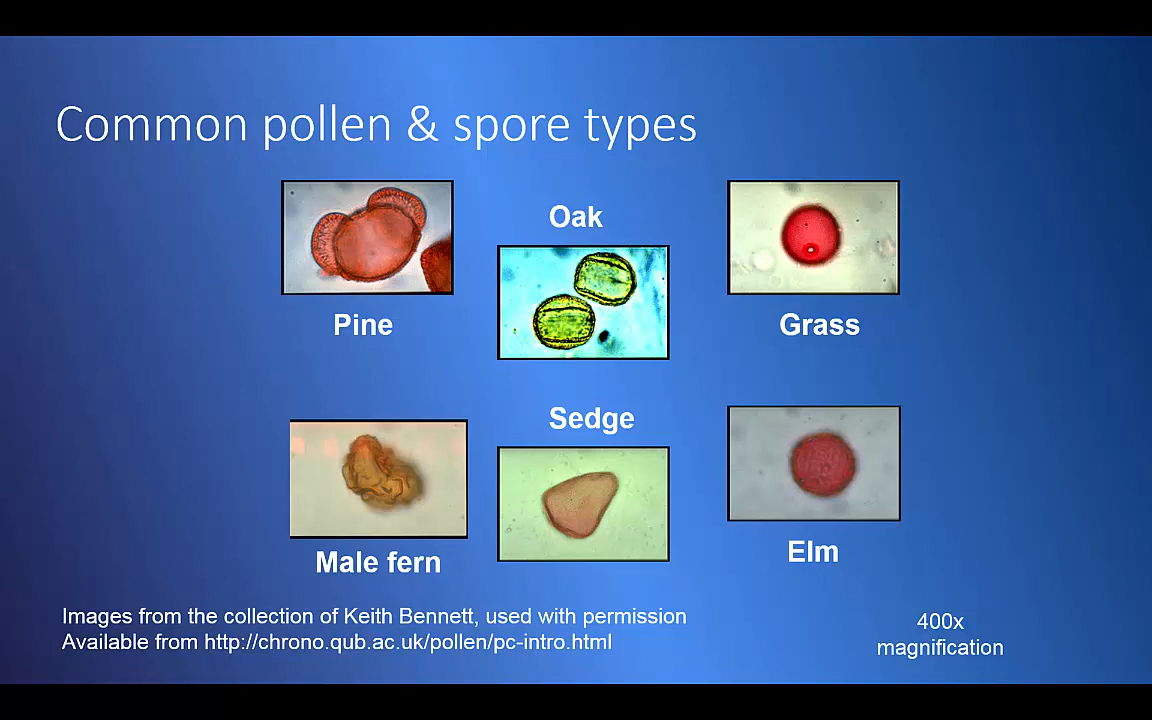 Common pollen & spore types
Oak
Pine
Grass
Sedge
Male fern
Elm
Images from the collection of Keith Bennett, used with permission
Available from http://chrono.qub.ac.uk/pollen/pc-intro.html
400x
magnification